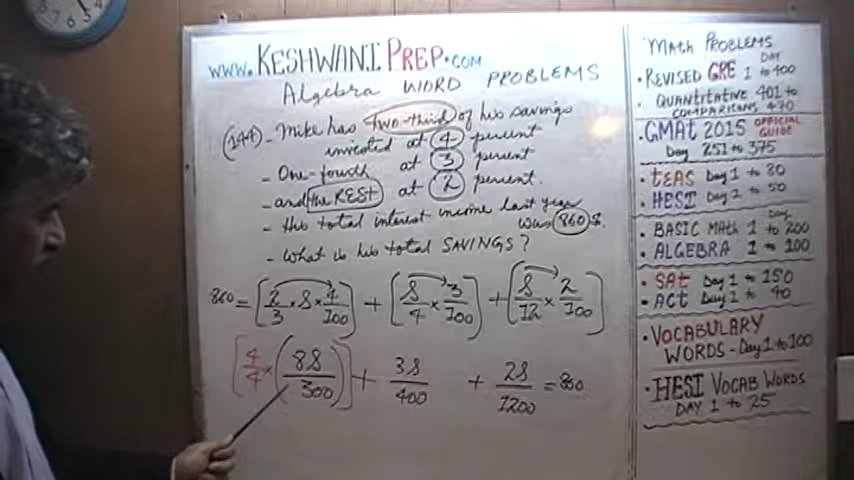 www.KESHWANIPREP.COM
Algebra WORD PROBLEMS
(144) - Mike has Two-third of his savings
invested at 4 percent
- One-fourth at 3 percent
- and the REST at 2 percent.
- His total interest income last year
was 860 $.
- What is his total SAVINGS?
860 = [2/3 × S × 4/100] + [S/4 × 3/100] + [S/12 × 2/100]
[4/4 × (8S/300)] + 3S/400 + 2S/1200 = 860
MATH PROBLEMS
• REVISED GRE DAY 1 to 400
• QUANTITATIVE 401 to
COMPARISONS 470
• GMAT 2015 OFFICIAL GUIDE
Day 251 to 375
• TEAS Day 1 to 80
• HESI Day 1 to 50
Day
• BASIC MATH 1 to 200
• ALGEBRA 1 to 100
• SAT Day 1 to 150
• ACT Day 1 to 40
• VOCABULARY
WORDS - Day 1 to 100
• HESI VOCAB WORDS
DAY 1 to 25